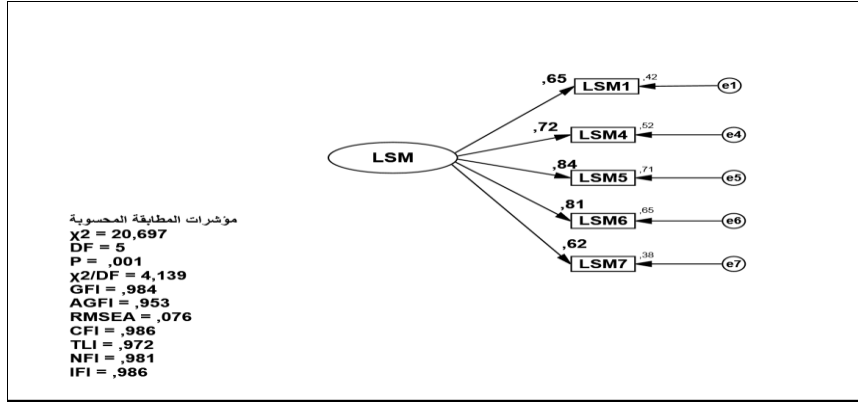 ,65
,42
LSM1
e1
,72
,52
LSM4
e4
LSM
,84
,71
LSM5
e5
,81
,65
LSM6
e6
,62
,38
LSM7
e7
مؤشرات المطابقة المحسوبة
χ2 = 20,697
DF = 5
P = ,001
χ2/DF = 4,139
GFI = ,984
AGFI = ,953
RMSEA = ,076
CFI = ,986
TLI = ,972
NFI = ,981
IFI = ,986